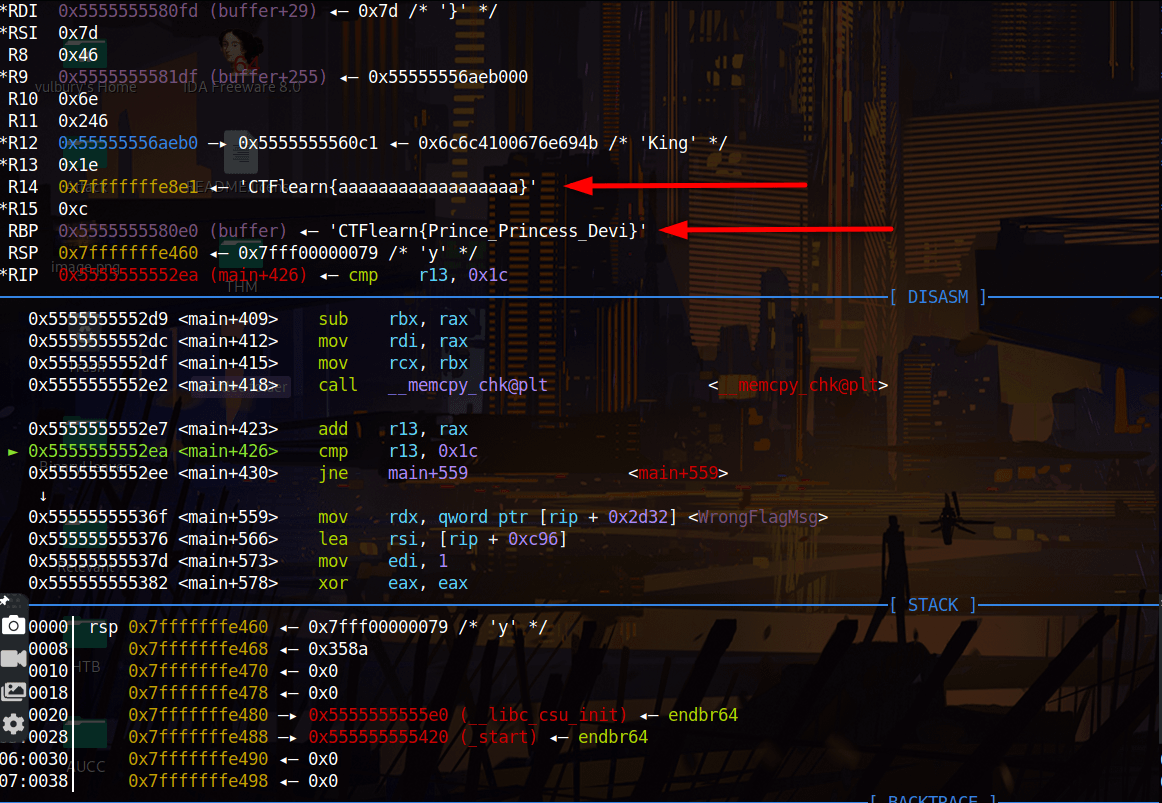 *RDI 0x5555555580fd (buffer+29) ◂— 0x7d /* '}' */
*RSI 0x7d
R8 0x46
*R9 0x5555555581df (buffer+255) ◂— 0x55555556aeb000
vulbury's Home IDA Freeware 8.0
R10 0x6e
R11 0x246
*R12 0x55555556aeb0 —▸ 0x5555555560c1 ◂— 0x6c6c4100676e694b /* 'King' */
*R13 0x1e
R14 0x7fffffffe8e1 ◂— 'CTFlearn{aaaaaaaaaaaaaaaaaa}'
*R15 0xc
RBP 0x5555555580e0 (buffer) ◂— 'CTFlearn{Prince_Princess_Devi}'
RSP 0x7fffffffe460 ◂— 0x7fff00000079 /* 'y' */
image.png
*RIP 0x5555555552ea (main+426) ◂— cmp r13, 0x1c
THM
[ DISASM ]
0x5555555552d9 <main+409> sub rbx, rax
0x5555555552dc <main+412> mov rdi, rax
0x5555555552df <main+415> mov rcx, rbx
0x5555555552e2 <main+418> call __memcpy_chk@plt <__memcpy_chk@plt>
0x5555555552e7 <main+423> add r13, rax
► 0x5555555552ea <main+426> cmp r13, 0x1c
0x5555555552ee <main+430> jne main+559 <main+559>
↓
0x55555555536f <main+559> mov rdx, qword ptr [rip + 0x2d32] <WrongFlagMsg>
0x555555555376 <main+566> lea rsi, [rip + 0xc96]
0x55555555537d <main+573> mov edi, 1
0x555555555382 <main+578> xor eax, eax
[ STACK ]
0000│ rsp 0x7fffffffe460 ◂— 0x7fff00000079 /* 'y' */
0008│ 0x7fffffffe468 ◂— 0x358a
HTB
0010│ 0x7fffffffe470 ◂— 0x0
0018│ 0x7fffffffe478 ◂— 0x0
0020│ 0x7fffffffe480 —▸ 0x5555555555e0 (__libc_csu_init) ◂— endbr64
0028│ 0x7fffffffe488 —▸ 0x555555555420 (_start) ◂— endbr64
06:0030│ 0x7fffffffe490 ◂— 0x0
AUCC
07:0038│ 0x7fffffffe498 ◂— 0x0
[ BACKTRACE ]